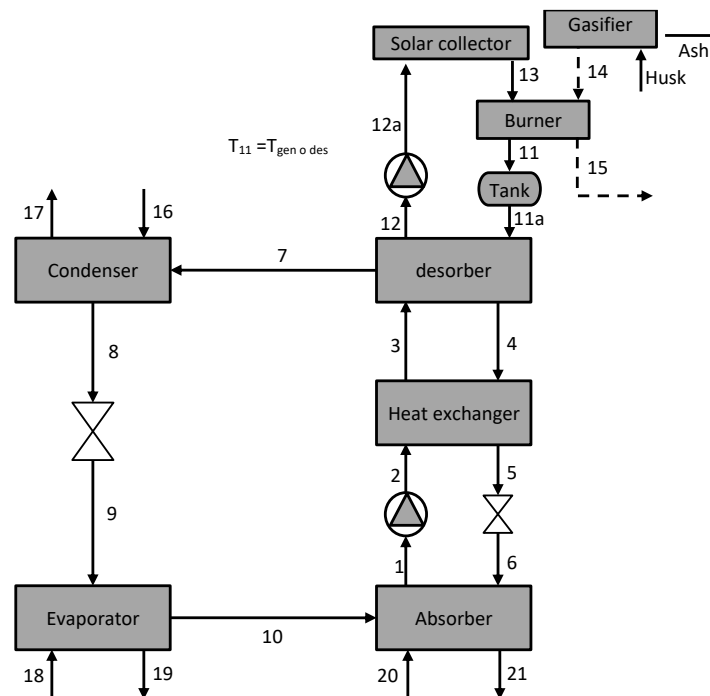 Gasifier
Solar collector
Ash
13
14
Husk
12a
Burner
T11 =Tgen o des
11
15
Tank
17
16
12
11a
Condenser
7
desorber
8
3
4
Heat exchanger
2
5
9
6
1
Evaporator
Absorber
10
18
19
20
21